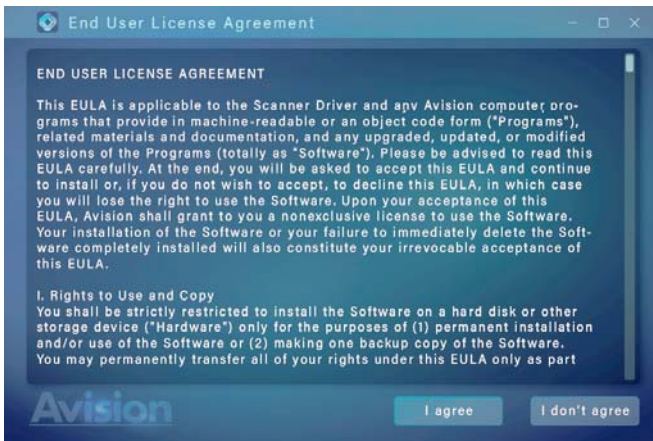 End User License Agreement
END USER LICENSE AGREEMENT
This EULA is applicable to the Scanner Driver and any Avision computer pro-
grams that provide in machine-readable or an object code form ("Programs"),
related materials and documentation, and any upgraded, updated, or modified
versions of the Programs (totally as "Software"). Please be advised to read this
EULA carefully. At the end, you will be asked to accept this EULA and continue
to install or, if you do not wish to accept, to decline this EULA, in which case
you will lose the right to use the Software. Upon your acceptance of this
EULA, Avision shall grant to you a nonexclusive license to use the Software.
Your installation of the Software or your failure to immediately delete the Soft-
ware completely installed will also constitute your irrevocable acceptance of
this EULA.
I. Rights to Use and Copy
You shall be strictly restricted to install the Software on a hard disk or other
storage device ("Hardware") only for the purposes of (1) permanent installation
and/or use of the Software or (2) making one backup copy of the Software.
You may permanently transfer all of your rights under this EULA only as part
Avision
I agree
I don't agree